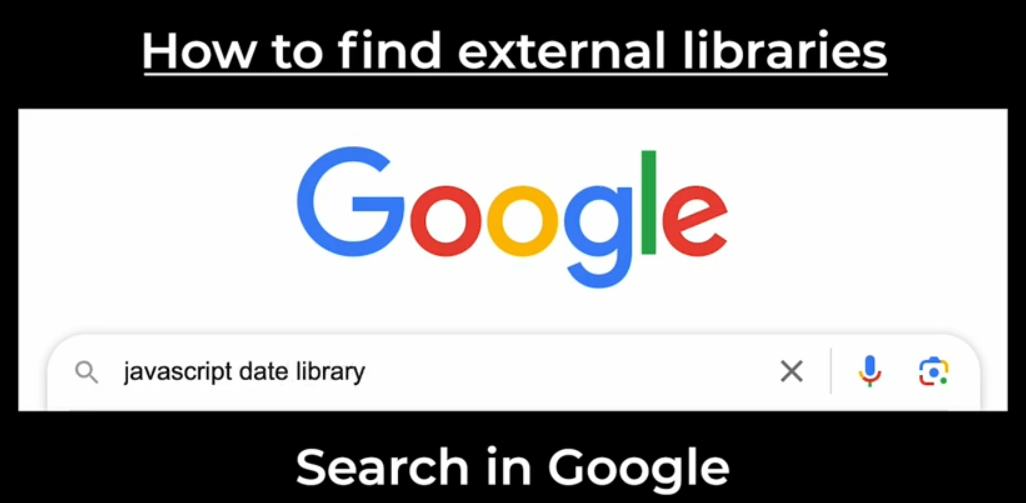 How to find external libraries
Google
javascript date library
Search in Google